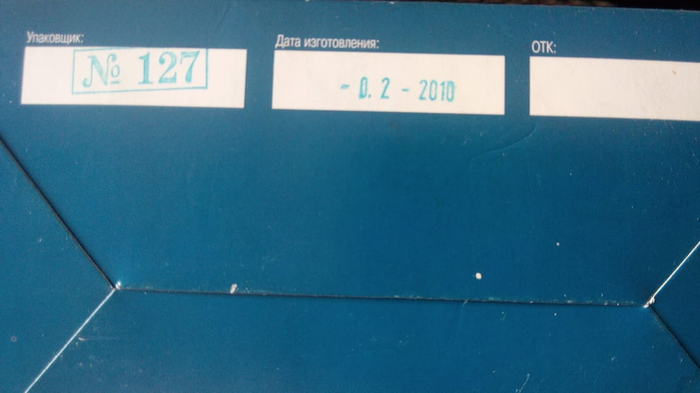 Упаковщик:
№ 127
Дата изготовления:
- 0. 2 - 2010
ОТК: